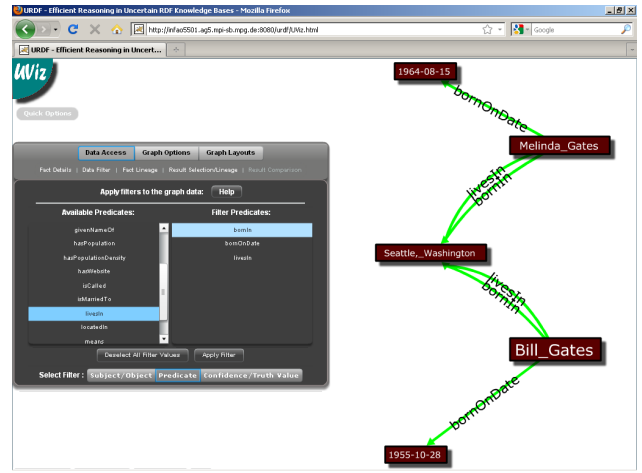 URDF - Efficient Reasoning in Uncertain RDF Knowledge Bases - Mozilla Firefox
http://infao5501.ag5.mpi-sb.mpg.de:8080/urdf/UViz.html
Google
URDF - Efficient Reasoning in Uncert...
UViz
Quick Options
Data Access Graph Options Graph Layouts
Fact Details | Data Filter | Fact Lineage | Result Selection/Lineage | Result Comparison
Apply filters to the graph data: Help
Available Predicates: Filter Predicates:
givenNameOf
hasPopulation
hasPopulationDensity
hasWebsite
isCalled
isMarriedTo
livesIn
locatedIn
means
bornIn
bornOnDate
livesIn
Deselect All Filter Values Apply Filter
Select Filter : Subject/Object Predicate Confidence/Truth Value
1964-08-15
bornOnDate
Melinda_Gates
livesIn
bornIn
Seattle,_Washington
livesIn
bornIn
Bill_Gates
bornOnDate
1955-10-28